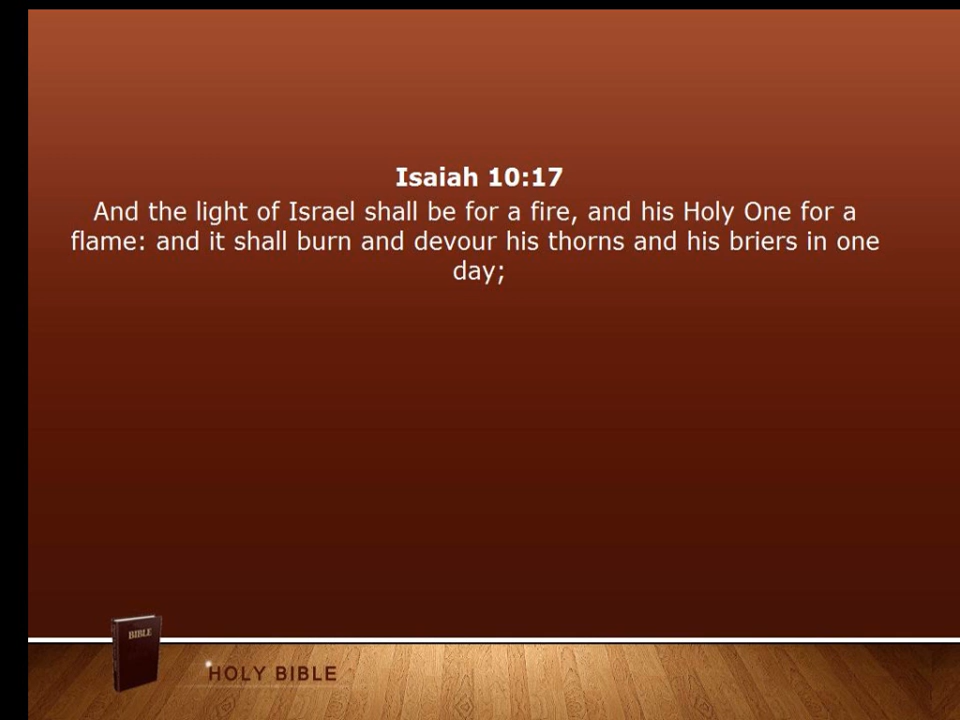 Isaiah 10:17
And the light of Israel shall be for a fire, and his Holy One for a
flame: and it shall burn and devour his thorns and his briers in one
day;
BIBLE
HOLY BIBLE